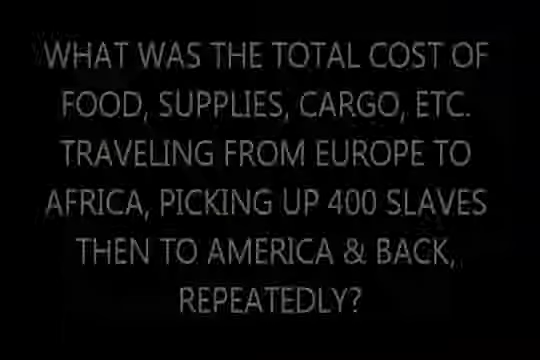 WHAT WAS THE TOTAL COST OF
FOOD, SUPPLIES, CARGO, ETC.
TRAVELING FROM EUROPE TO
AFRICA, PICKING UP 400 SLAVES
THEN TO AMERICA & BACK,
REPEATEDLY?